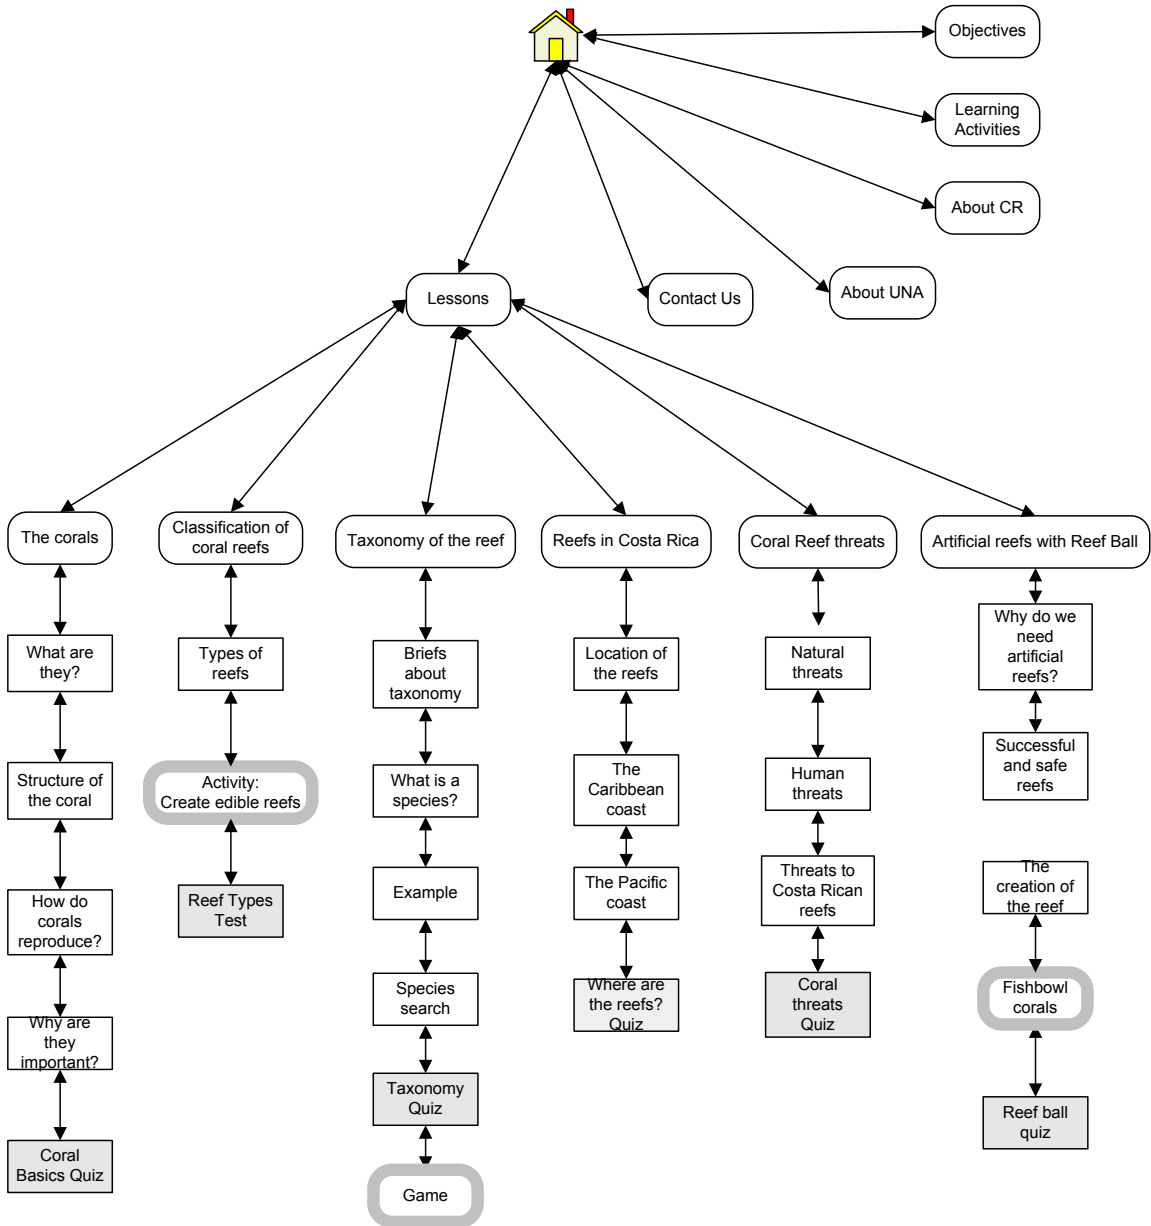 Objectives
Learning
Activities
About CR
About UNA
Contact Us
Lessons
The corals
Classification of
coral reefs
Taxonomy of the reef
Reefs in Costa Rica
Coral Reef threats
Artificial reefs with Reef Ball
What are
they?
Structure of
the coral
How do
corals
reproduce?
Why are
they
important?
Coral
Basics Quiz
Types of
reefs
Activity:
Create edible reefs
Reef Types
Test
Briefs
about
taxonomy
What is a
species?
Example
Species
search
Taxonomy
Quiz
Game
Location of
the reefs
The
Caribbean
coast
The Pacific
coast
Where are
the reefs?
Quiz
Natural
threats
Human
threats
Threats to
Costa Rican
reefs
Coral
threats
Quiz
Why do we
need
artificial
reefs?
Successful
and safe
reefs
The
creation of
the reef
Fishbowl
corals
Reef ball
quiz